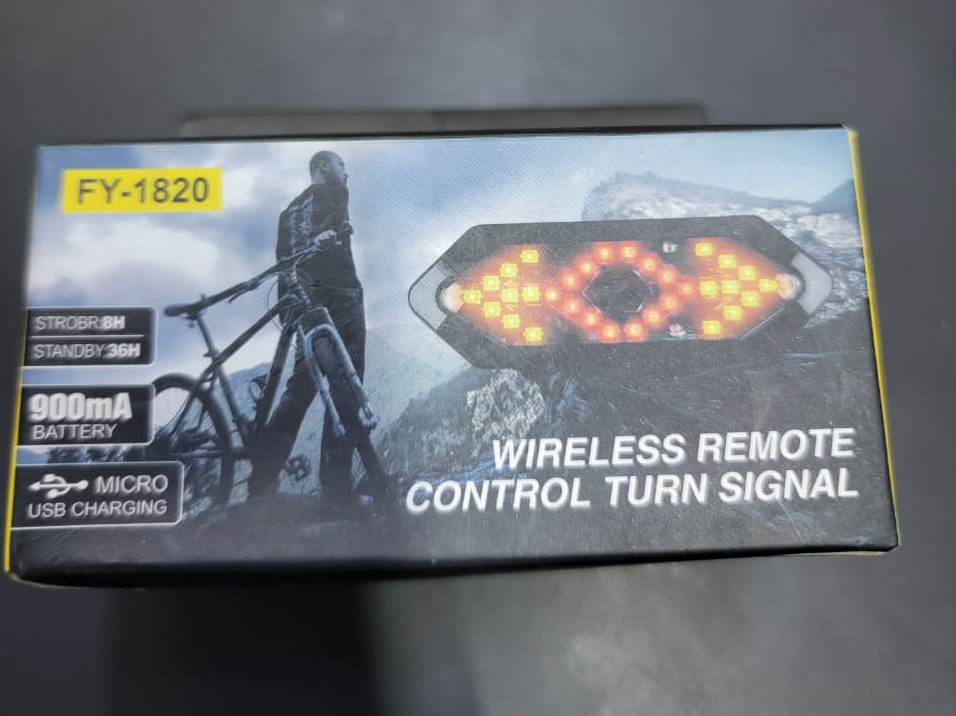 FY-1820
STROBR:8H
STANDBY:36H
900mA
BATTERY
MICRO
USB CHARGING
WIRELESS REMOTE
CONTROL TURN SIGNAL